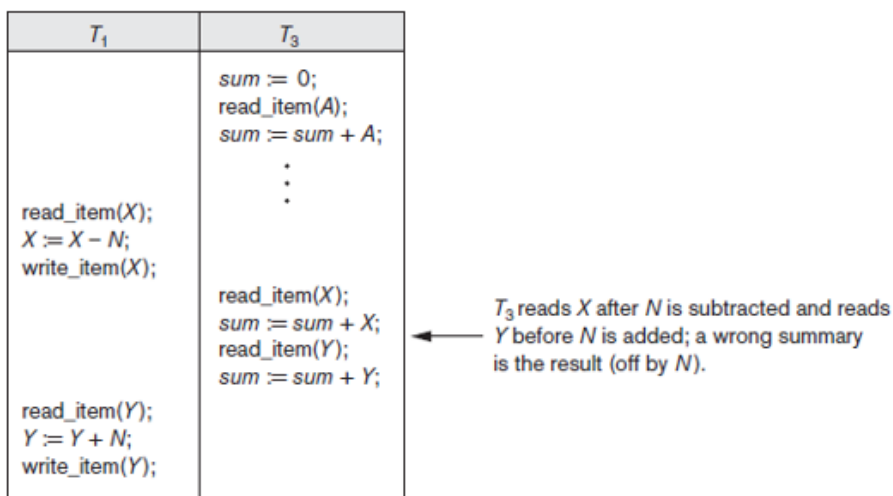 T₁ T₃
sum := 0;
read_item(A);
sum := sum + A;
read_item(X);
X := X – N;
write_item(X);
read_item(X);
sum := sum + X;
read_item(Y);
sum := sum + Y;
T₃ reads X after N is subtracted and reads
Y before N is added; a wrong summary
is the result (off by N).
read_item(Y);
Y := Y + N;
write_item(Y);